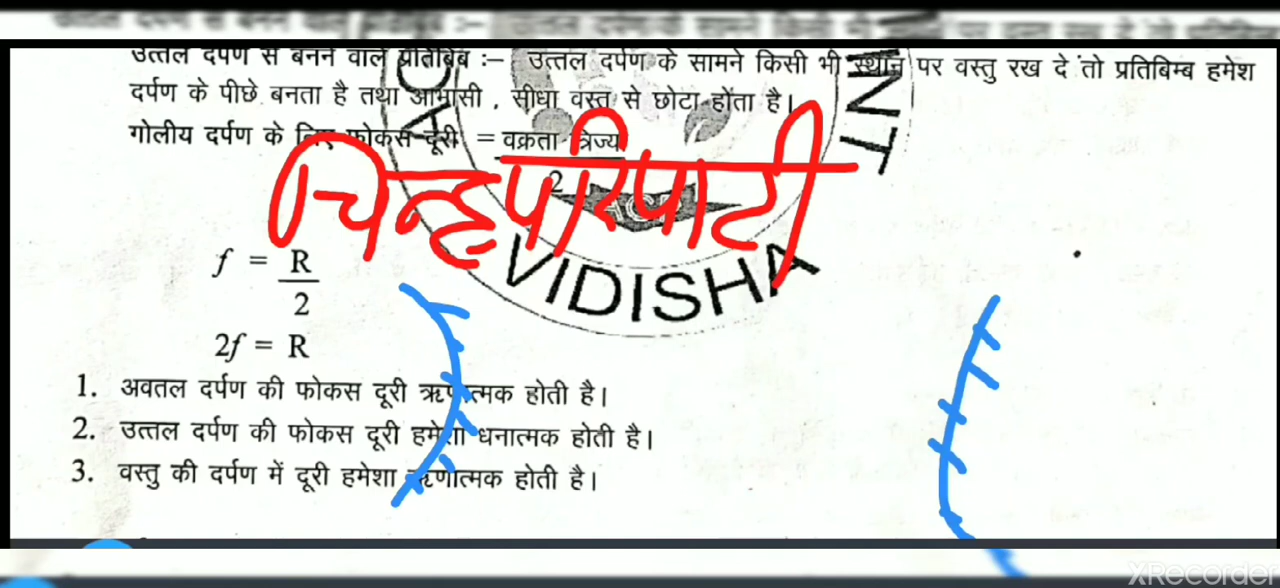 उत्तल दर्पण से बनने वाले प्रतिबिंब :– उत्तल दर्पण के सामने किसी भी स्थान पर वस्तु रख दे तो प्रतिबिम्ब हमेश
दर्पण के पीछे बनता है तथा आभासी , सीधा वस्तु से छोटा होता है।
गोलीय दर्पण के लिए फोकस दूरी = वक्रता त्रिज्य
2
चिन्ह परिपाटी
VIDISHA
f = R
2
2f = R
1. अवतल दर्पण की फोकस दूरी ऋणात्मक होती है।
2. उत्तल दर्पण की फोकस दूरी हमेशा धनात्मक होती है।
3. वस्तु की दर्पण में दूरी हमेशा ऋणात्मक होती है।
XRecorder